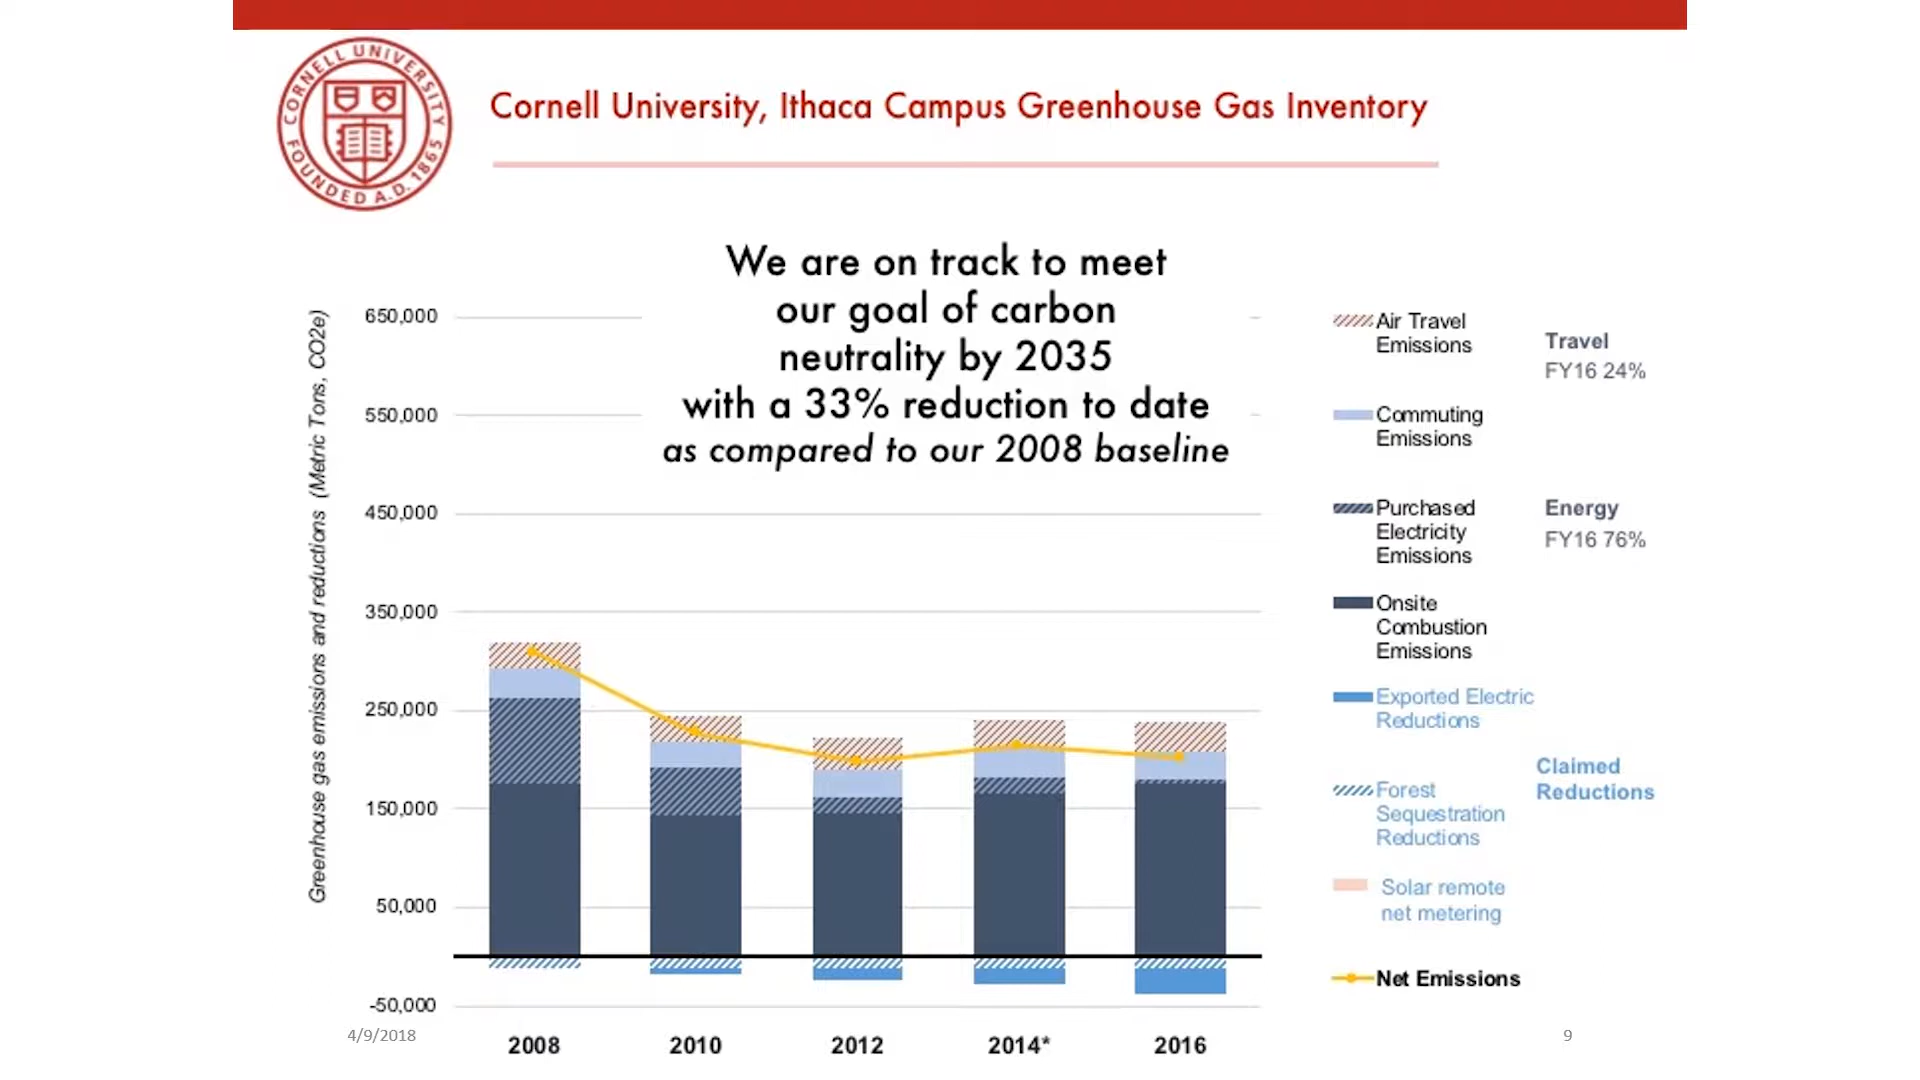 CORNELL UNIVERSITY
FOUNDED A.D. 1865
Cornell University, Ithaca Campus Greenhouse Gas Inventory
We are on track to meet
our goal of carbon
neutrality by 2035
with a 33% reduction to date
as compared to our 2008 baseline
Greenhouse gas emissions and reductions (Metric Tons, CO2e)
650,000
550,000
450,000
350,000
250,000
150,000
50,000
-50,000
2008
2010
2012
2014*
2016
Air Travel
Emissions
Travel
FY16 24%
Commuting
Emissions
Purchased
Electricity
Emissions
Energy
FY16 76%
Onsite
Combustion
Emissions
Exported Electric
Reductions
Forest
Sequestration
Reductions
Claimed
Reductions
Solar remote
net metering
Net Emissions
4/9/2018
9